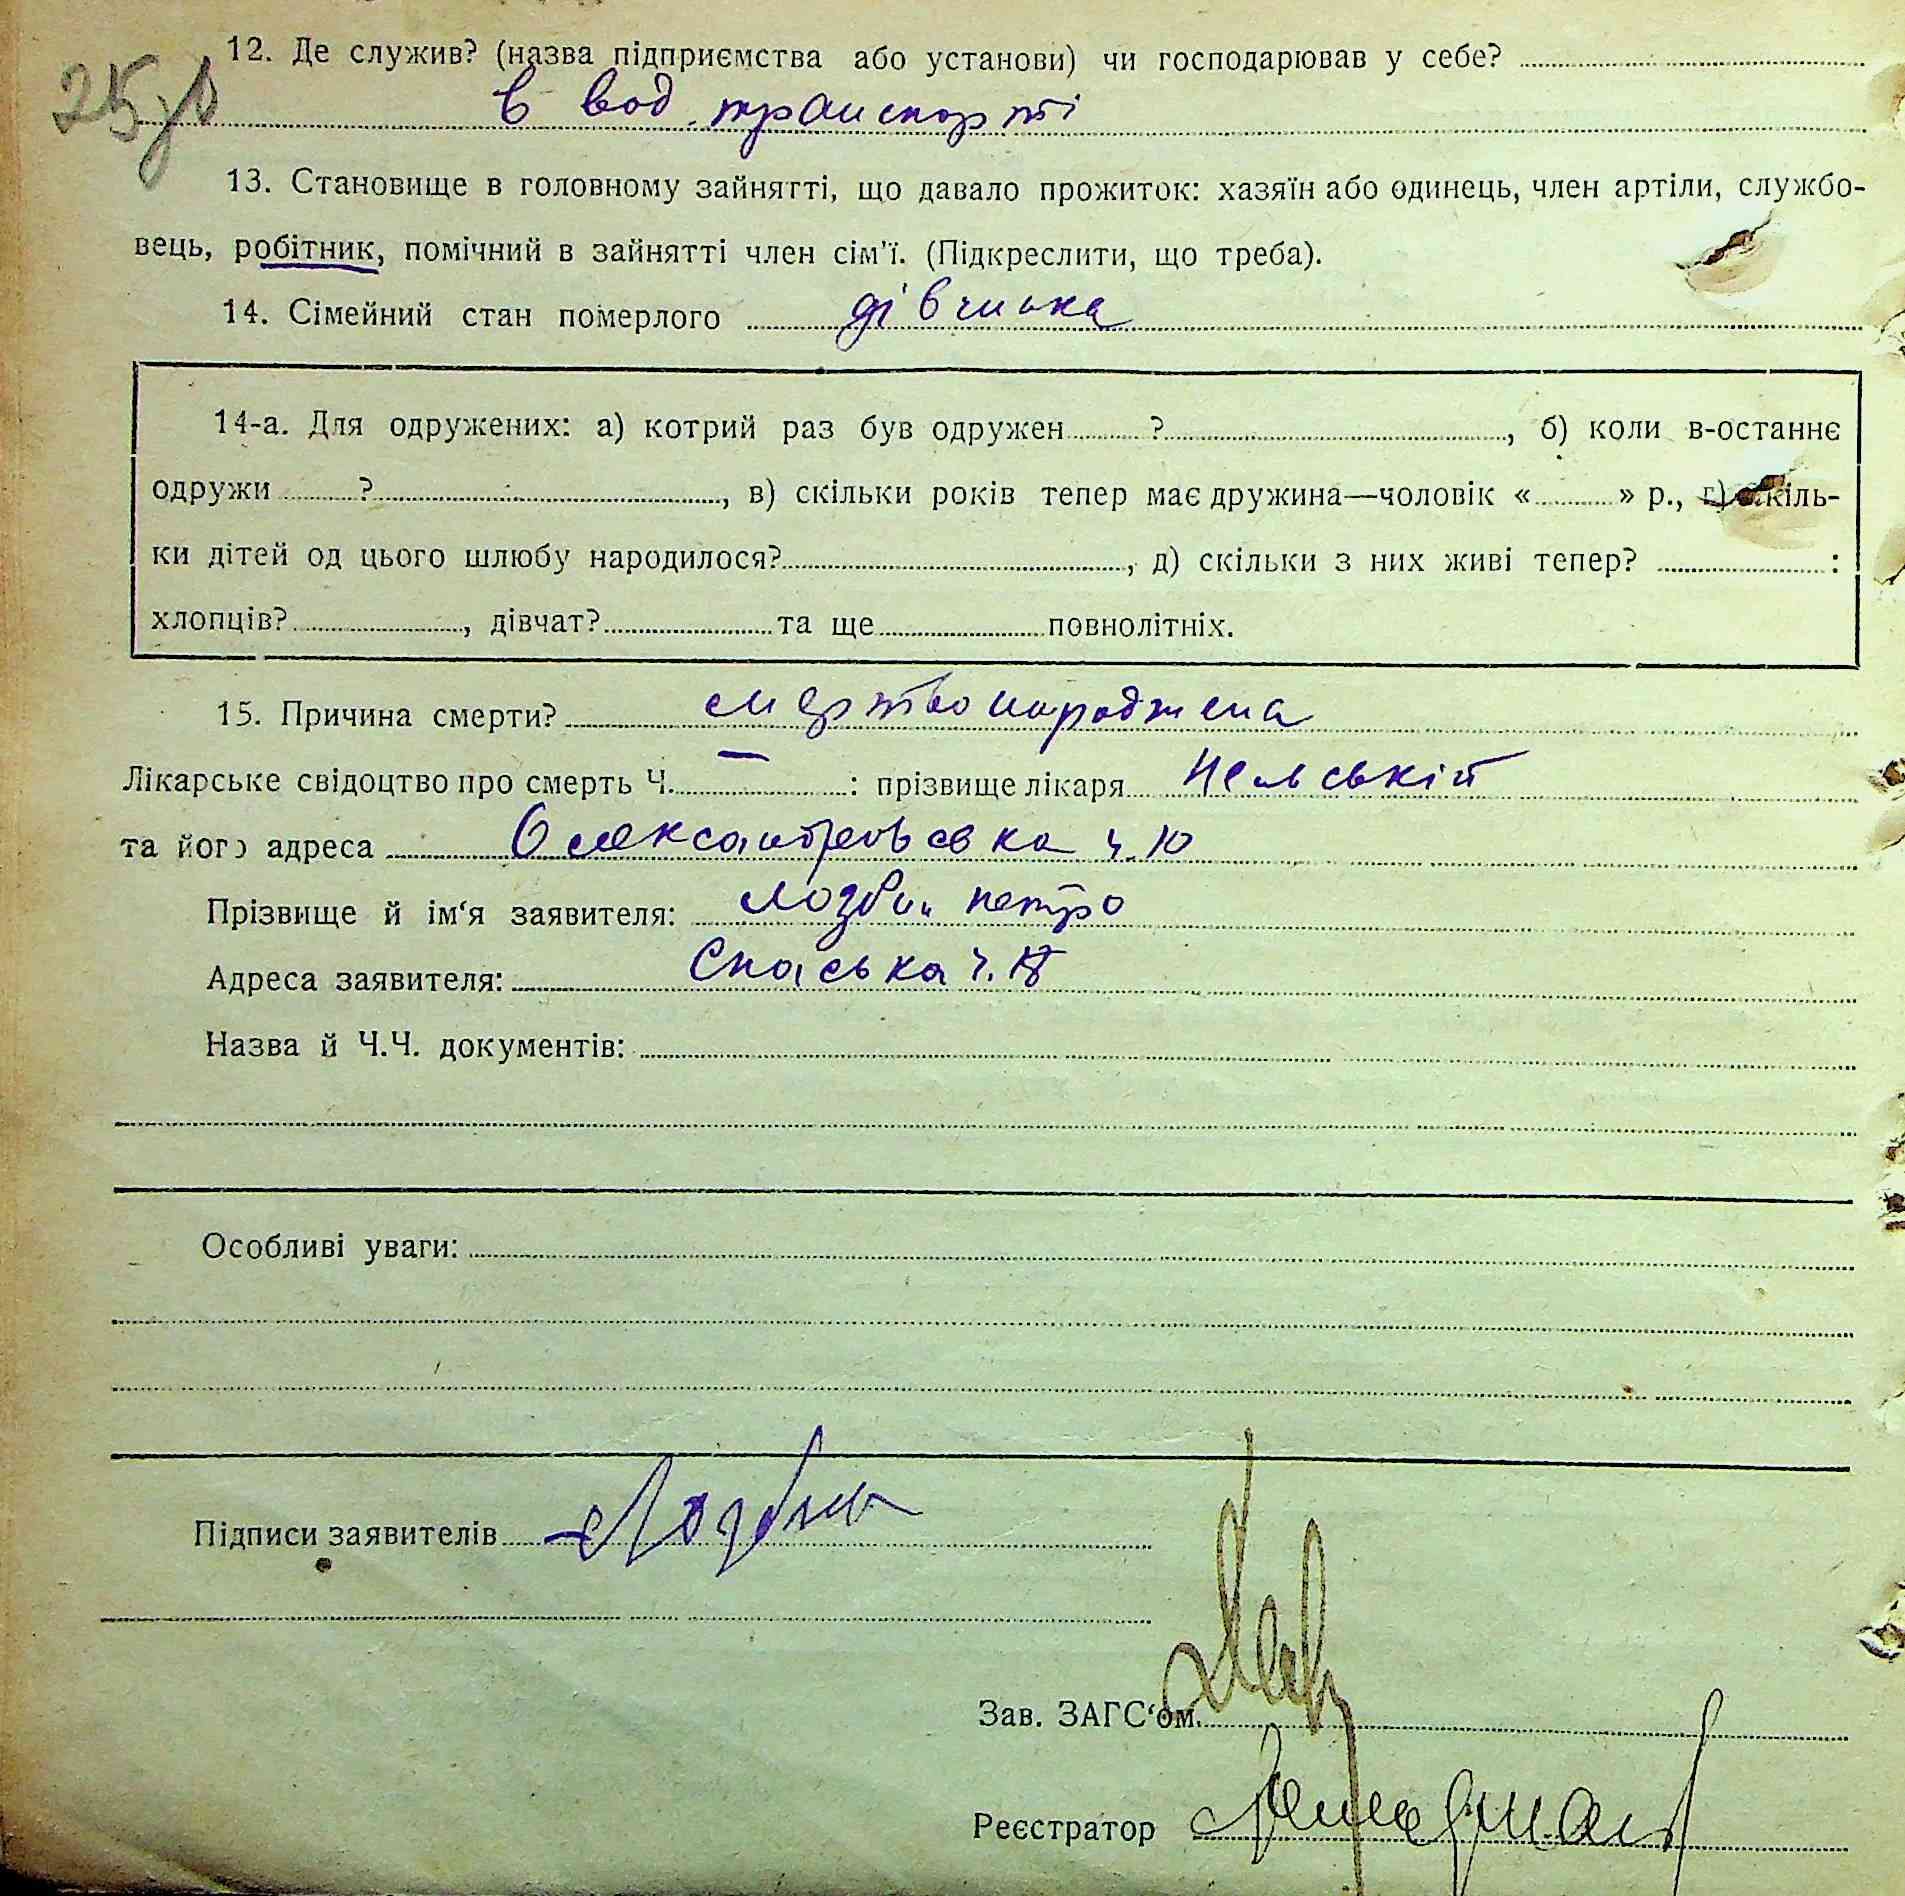 12. Де служив? (назва підприємства або установи) чи господарював у себе?
в вод. транспорті
13. Становище в головному зайнятті, що давало прожиток: хазяїн або одинець, член артіли, службо-
вець, робітник, помічний в зайнятті член сім'ї. (Підкреслити, що треба).
14. Сімейний стан померлого дівчинка
14-а. Для одружених: а) котрий раз був одружен ?, б) коли в-останнє
одружи ?, в) скільки років тепер має дружина—чоловік « » р., г) скіль-
ки дітей од цього шлюбу народилося?, д) скільки з них живі тепер? :
хлопців?, дівчат? та ще повнолітніх.
15. Причина смерти? смертвонароджена
Лікарське свідоцтво про смерть Ч. — : прізвище лікаря
та його адреса ч. 10
Прізвище й ім‘я заявителя: Лозбин петро
Адреса заявителя: Спаська ч.
Назва й Ч.Ч. документів:
Особливі уваги:
Підписи заявителів Лозбин
Зав. ЗАГС‘ом
Реєстратор